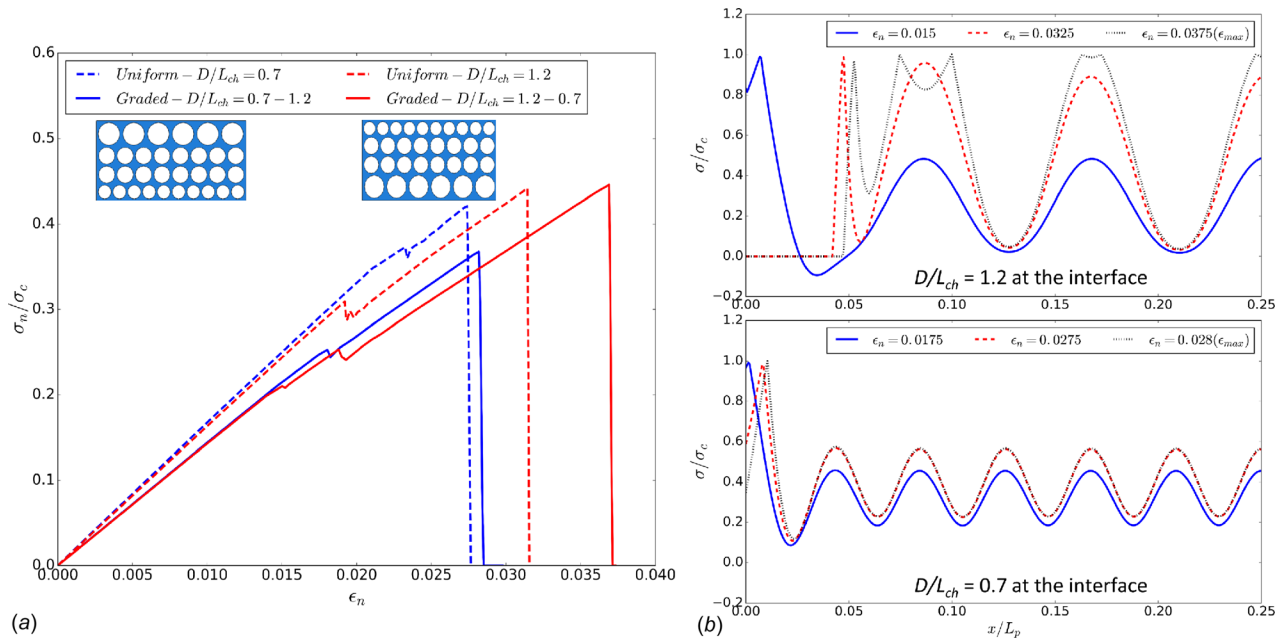 0.6
0.5
0.4
0.3
0.2
0.1
0.0
σn/σc
Uniform − D/Lch = 0.7
Uniform − D/Lch = 1.2
Graded − D/Lch = 0.7 − 1.2
Graded − D/Lch = 1.2 − 0.7
0.000 0.005 0.010 0.015 0.020 0.025 0.030 0.035 0.040
ϵn
(a)
1.2
1.0
0.8
0.6
0.4
0.2
0.0
−0.2
σ/σc
ϵn = 0.015 ϵn = 0.0325 ϵn = 0.0375(ϵmax)
D/Lch = 1.2 at the interface
0.00 0.05 0.10 0.15 0.20 0.25
1.2
1.0
0.8
0.6
0.4
0.2
0.0
−0.2
σ/σc
ϵn = 0.0175 ϵn = 0.0275 ϵn = 0.028(ϵmax)
D/Lch = 0.7 at the interface
0.00 0.05 0.10 0.15 0.20 0.25
x/Lp
(b)